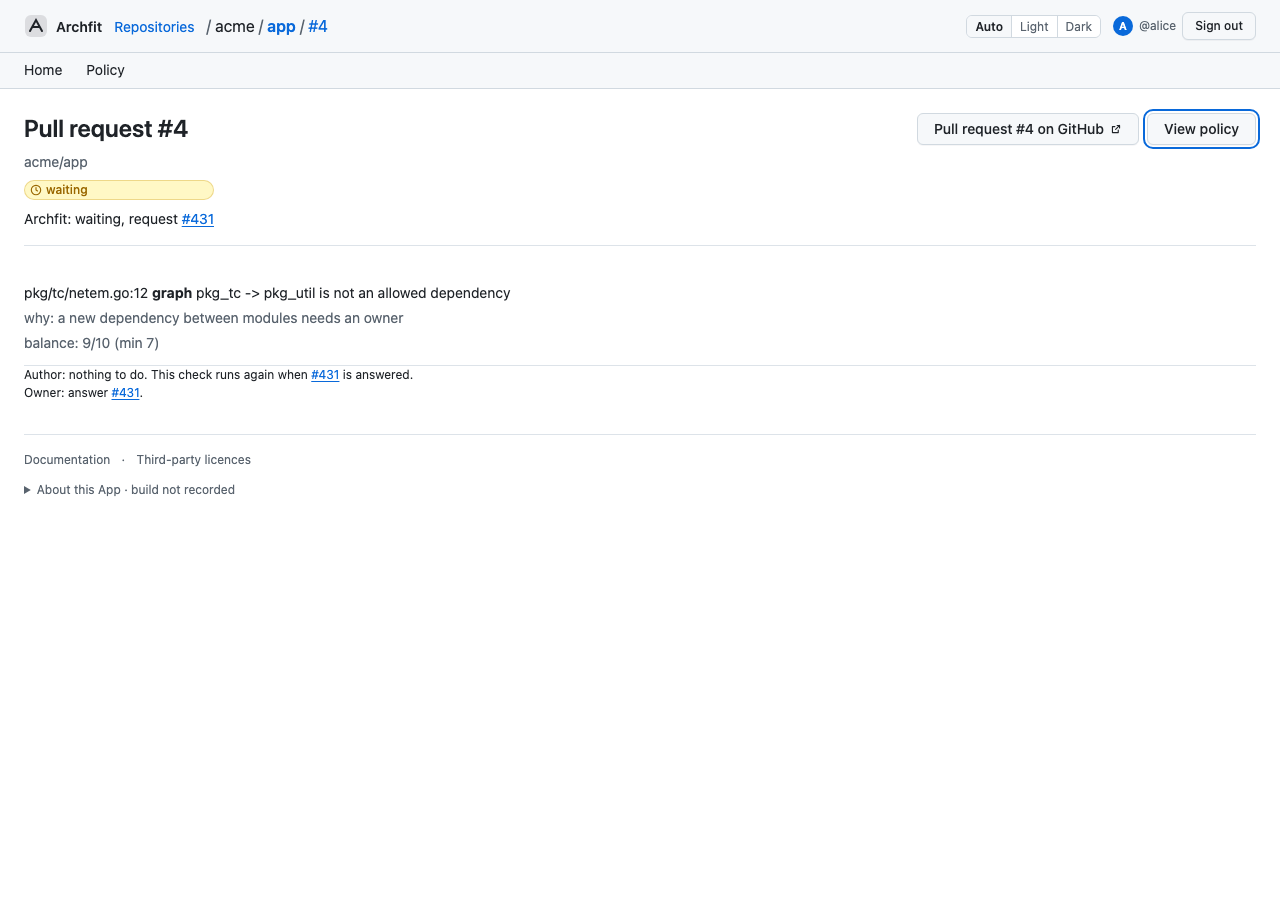 Archfit Repositories / acme / app / #4
Auto Light Dark A @alice Sign out
Home Policy
Pull request #4
Pull request #4 on GitHub View policy
acme/app
waiting
Archfit: waiting, request #431
pkg/tc/netem.go:12 graph pkg_tc -> pkg_util is not an allowed dependency
why: a new dependency between modules needs an owner
balance: 9/10 (min 7)
Author: nothing to do. This check runs again when #431 is answered.
Owner: answer #431.
Documentation · Third-party licences
About this App · build not recorded